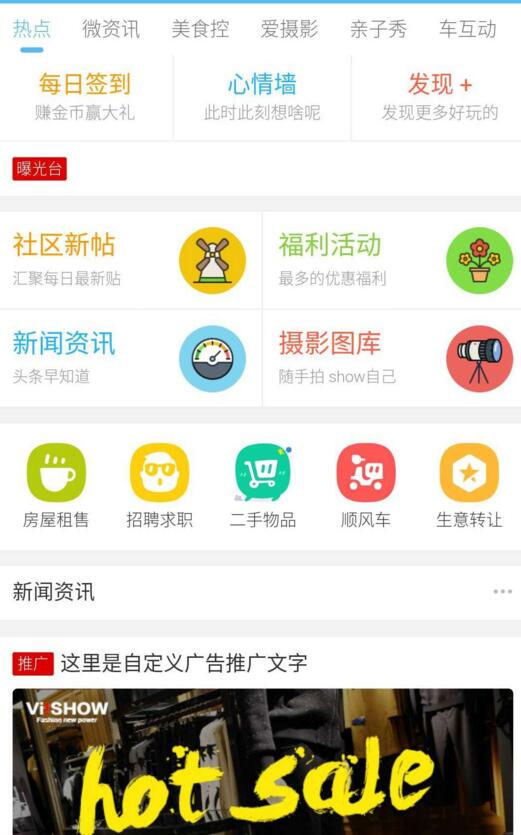 热点 微资讯 美食控 爱摄影 亲子秀 车互动
每日签到 心情墙 发现 +
赚金币赢大礼 此时此刻想啥呢 发现更多好玩的
曝光台
社区新帖 福利活动
汇聚每日最新贴 最多的优惠福利
新闻资讯 摄影图库
头条早知道 随手拍 show自己
房屋租售 招聘求职 二手物品 顺风车 生意转让
新闻资讯
推广 这里是自定义广告推广文字
ViiSHOW
Fashion new power
hot sale